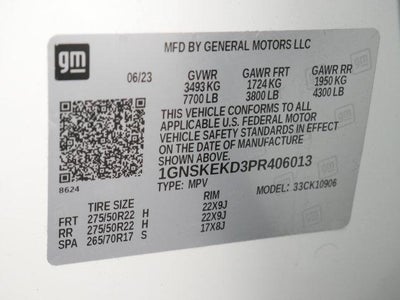 gm
MFD BY GENERAL MOTORS LLC
06/23 GVWR GAWR FRT GAWR RR
3493 KG 1724 KG 1950 KG
7700 LB 3800 LB 4300 LB
THIS VEHICLE CONFORMS TO ALL
APPLICABLE U.S. FEDERAL MOTOR
VEHICLE SAFETY STANDARDS IN EFFECT
ON THE DATE OF MANUFACTURE
SHOWN ABOVE.
1GNSKEKD3PR406013
8624 TYPE: MPV MODEL: 33CK10906
TIRE SIZE RIM
FRT 275/50R22 H 22X9J
RR 275/50R22 H 22X9J
SPA 265/70R17 S 17X8J